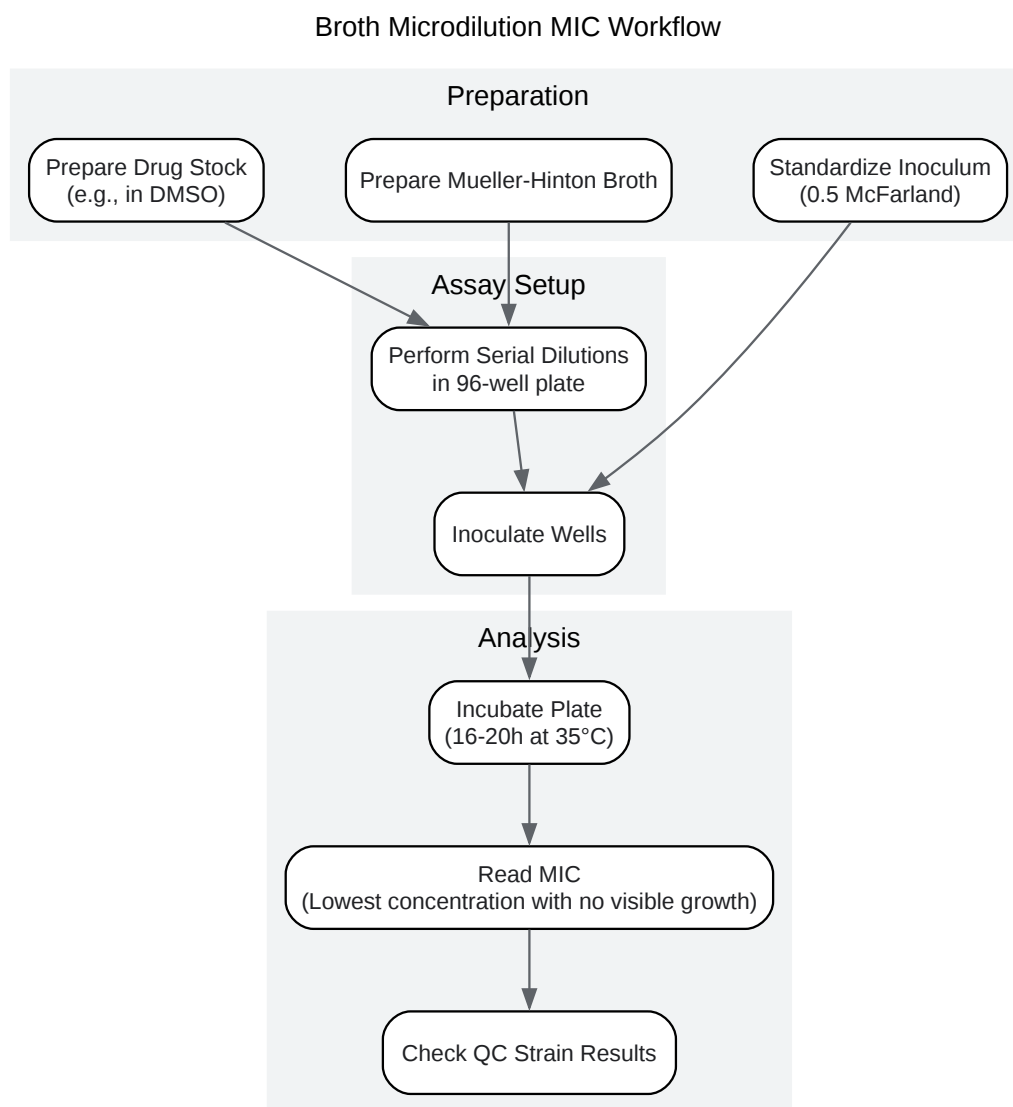 Broth Microdilution MIC Workflow
Preparation
Prepare Drug Stock
(e.g., in DMSO)
Prepare Mueller-Hinton Broth
Standardize Inoculum
(0.5 McFarland)
Assay Setup
Perform Serial Dilutions
in 96-well plate
Inoculate Wells
Analysis
Incubate Plate
(16-20h at 35°C)
Read MIC
(Lowest concentration with no visible growth)
Check QC Strain Results